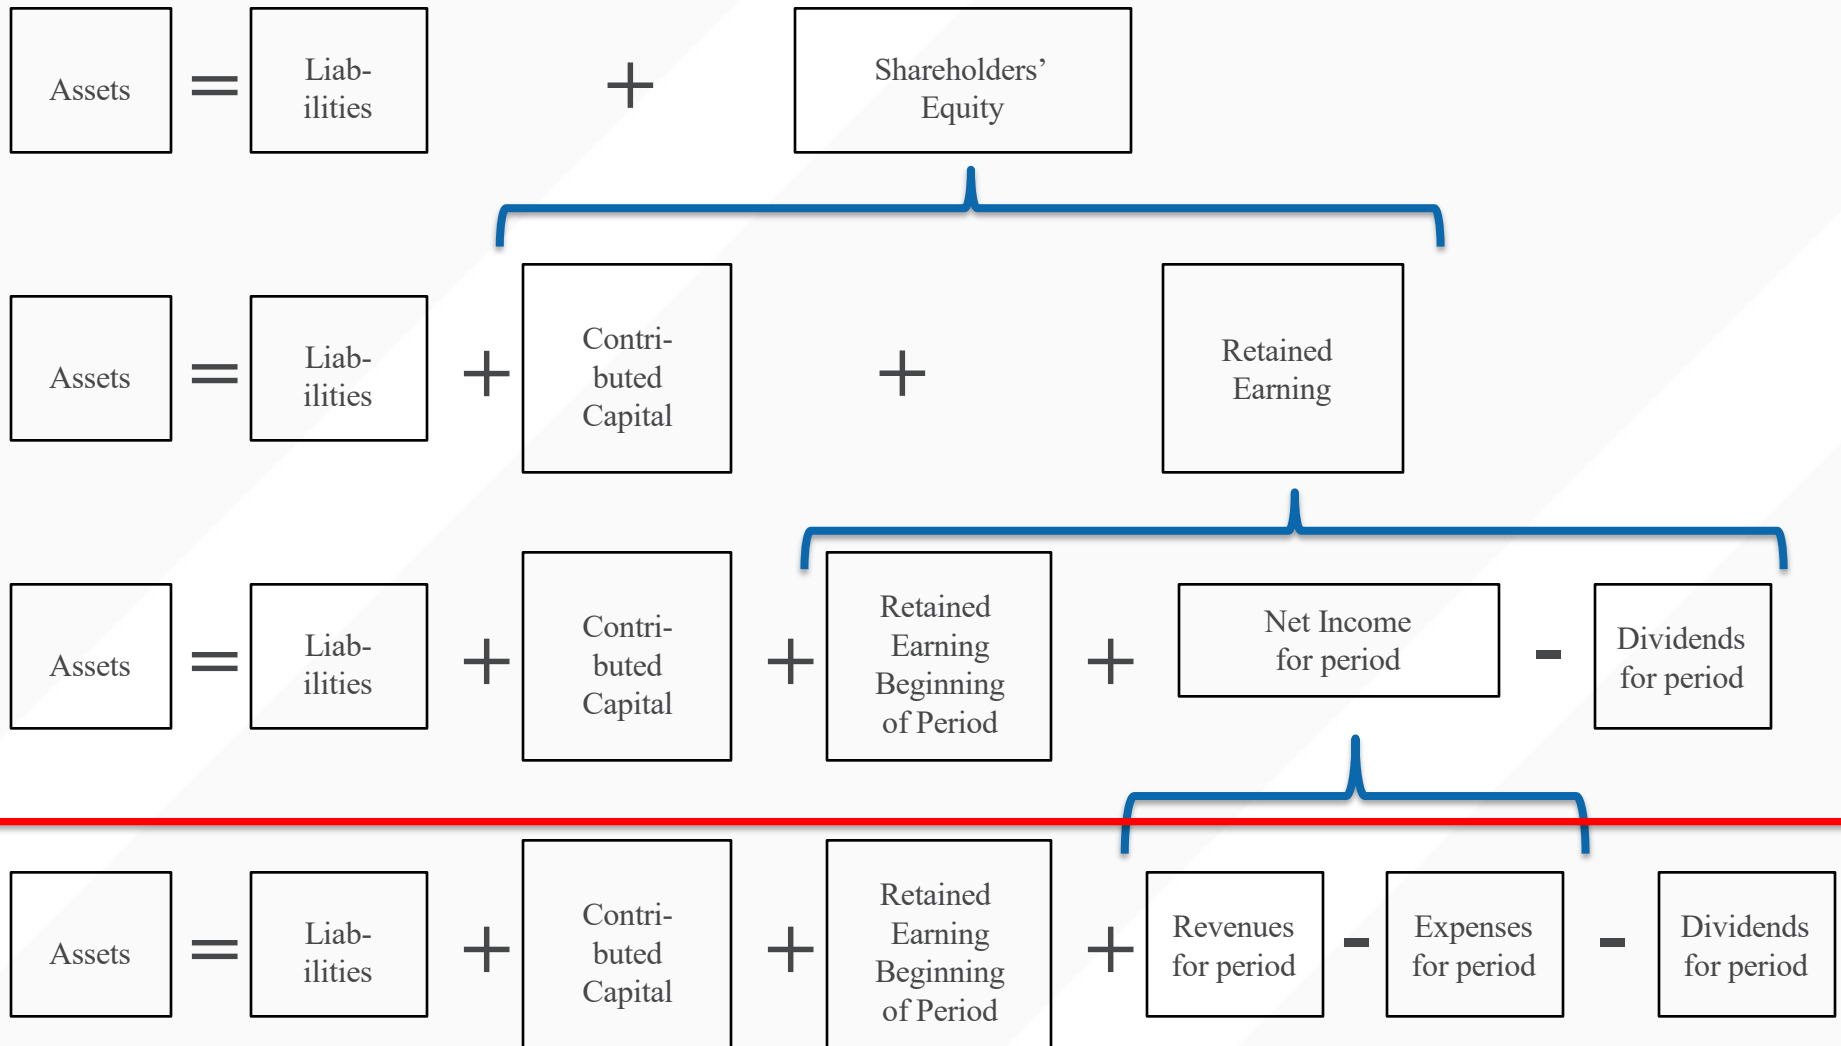 Assets = Liab-
ilities + Shareholders’
Equity
Assets = Liab-
ilities + Contri-
buted
Capital + Retained
Earning
Assets = Liab-
ilities + Contri-
buted
Capital + Retained
Earning
Beginning
of Period + Net Income
for period - Dividends
for period
Assets = Liab-
ilities + Contri-
buted
Capital + Retained
Earning
Beginning
of Period + Revenues
for period - Expenses
for period - Dividends
for period